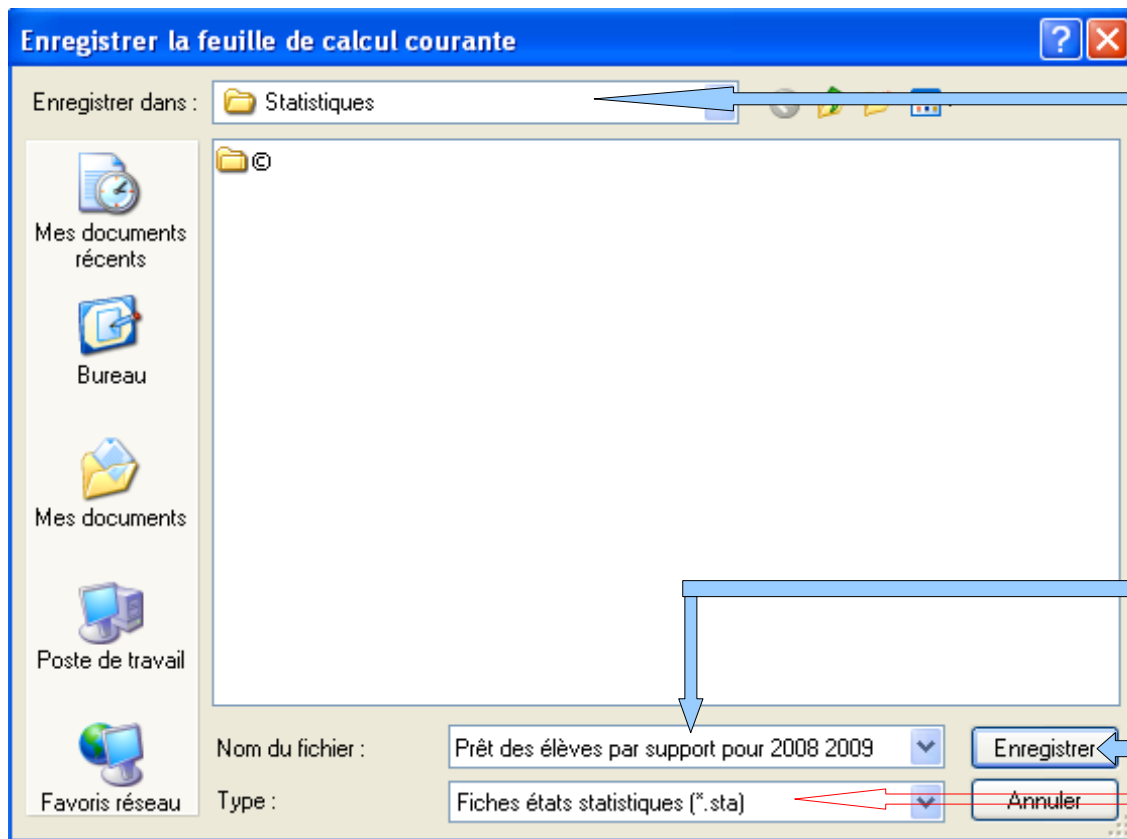 Enregistrer la feuille de calcul courante
Enregistrer dans :
Statistiques
©
Mes documents
récents
Bureau
Mes documents
Poste de travail
Favoris réseau
Nom du fichier :
Prêt des élèves par support pour 2008 2009
Enregistrer
Type :
Fiches états statistiques (*.sta)
Annuler